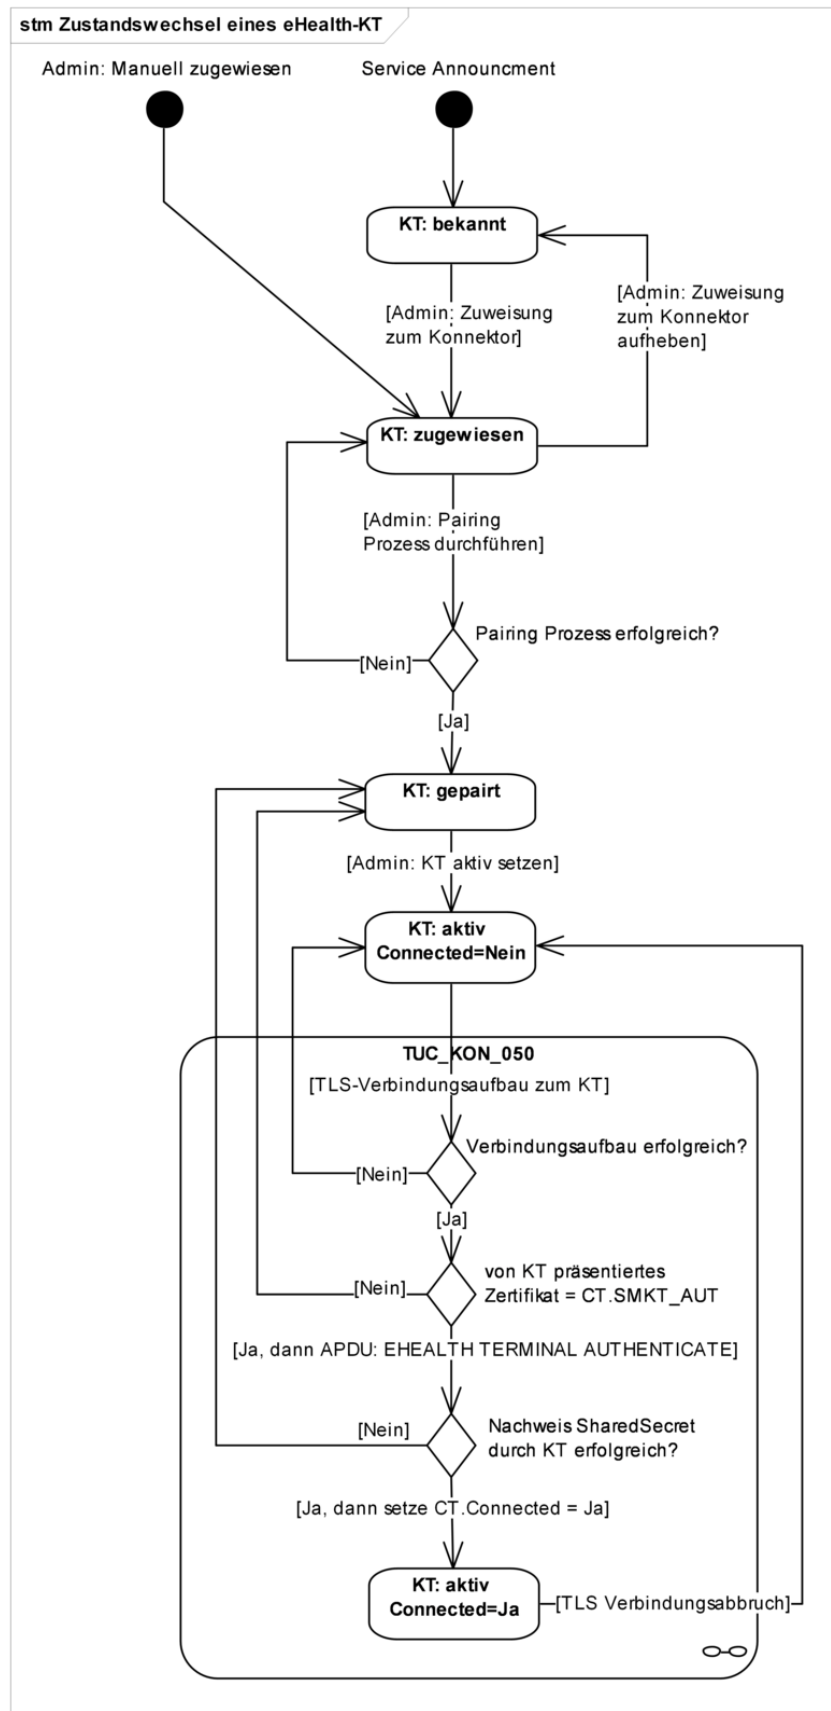 stm Zustandswechsel eines eHealth-KT
Admin: Manuell zugewiesen
Service Announcment
KT: bekannt
[Admin: Zuweisung
zum Konnektor]
[Admin: Zuweisung
zum Konnektor
aufheben]
KT: zugewiesen
[Admin: Pairing
Prozess durchführen]
Pairing Prozess erfolgreich?
[Nein]
[Ja]
KT: gepairt
[Admin: KT aktiv setzen]
KT: aktiv
Connected=Nein
TUC_KON_050
[TLS-Verbindungsaufbau zum KT]
Verbindungsaufbau erfolgreich?
[Nein]
[Ja]
von KT präsentiertes
Zertifikat = CT.SMKT_AUT
[Nein]
[Ja, dann APDU: EHEALTH TERMINAL AUTHENTICATE]
[Nein]
Nachweis SharedSecret
durch KT erfolgreich?
[Ja, dann setze CT.Connected = Ja]
KT: aktiv
Connected=Ja
[TLS Verbindungsabbruch]